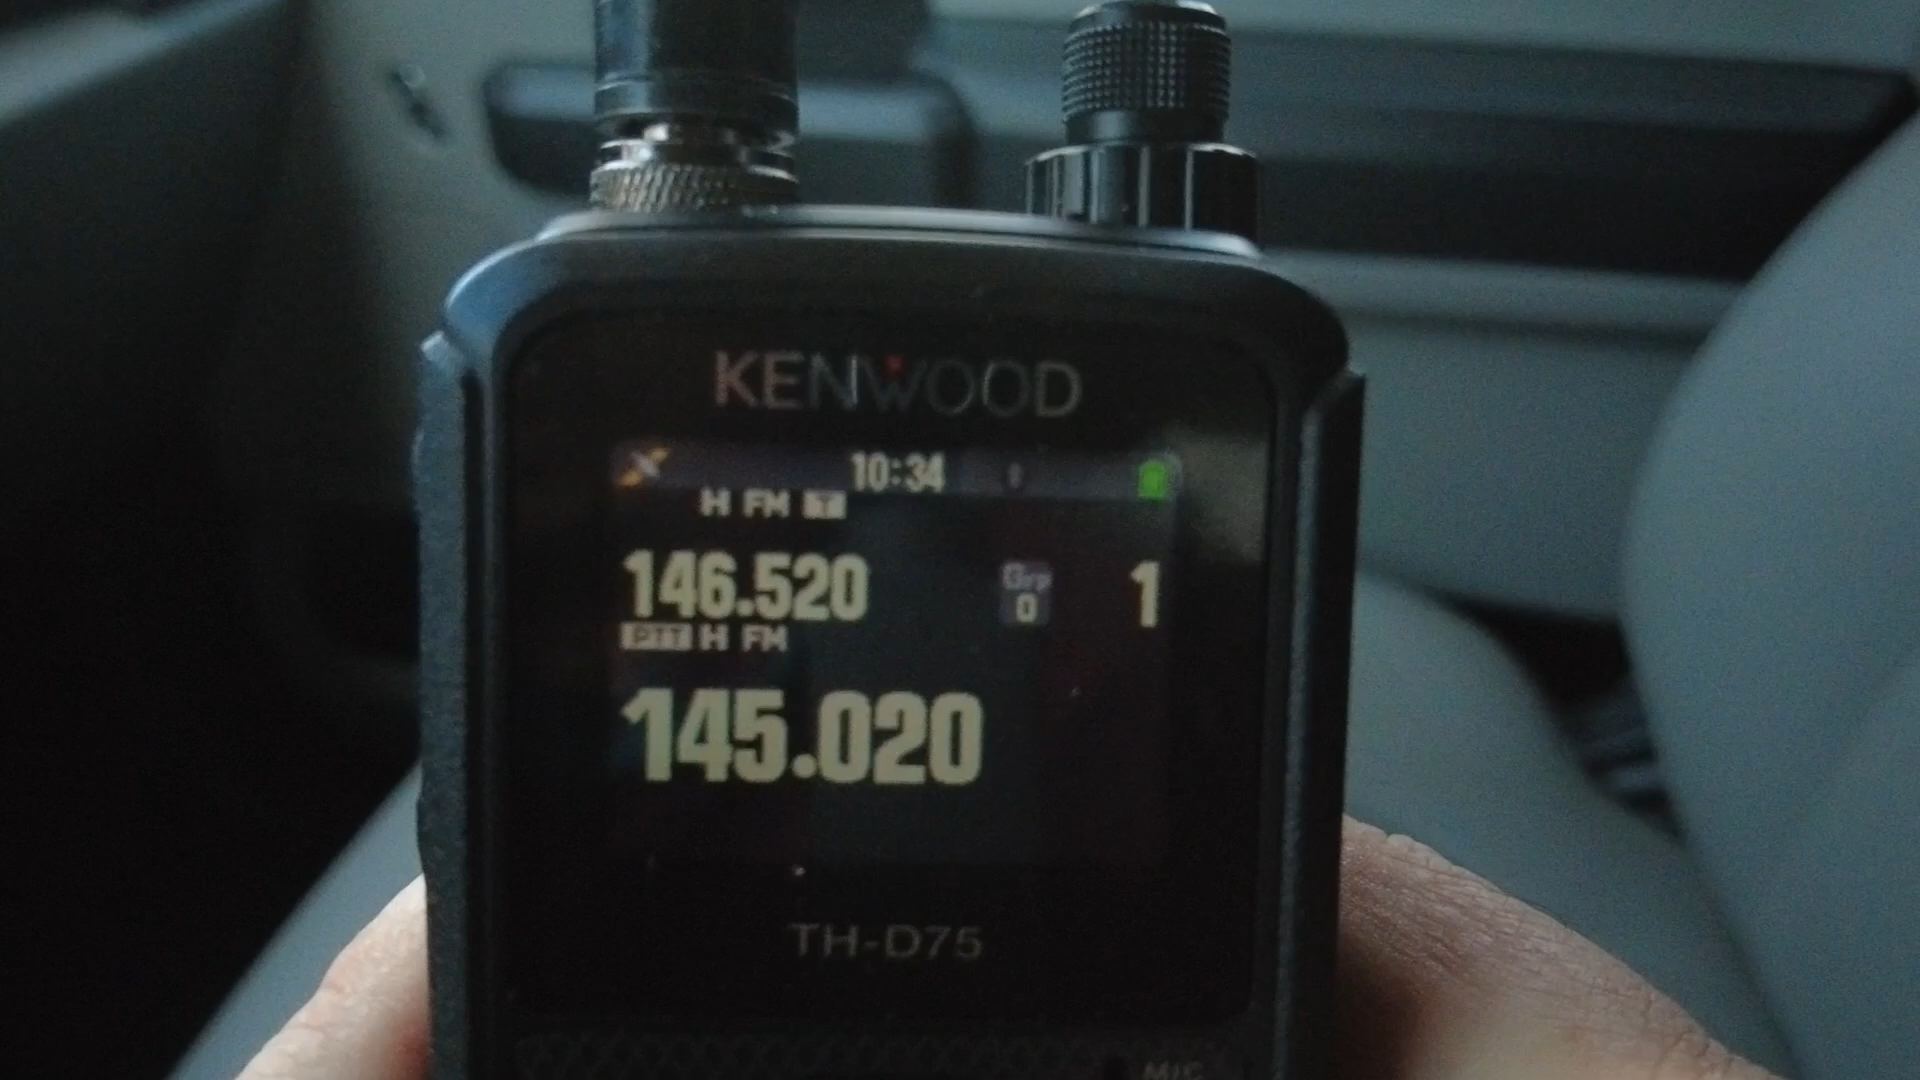 KENWOOD
10:34
H FM T
146.520 Grp 0 1
PTT H FM
145.020
TH-D75
MIC